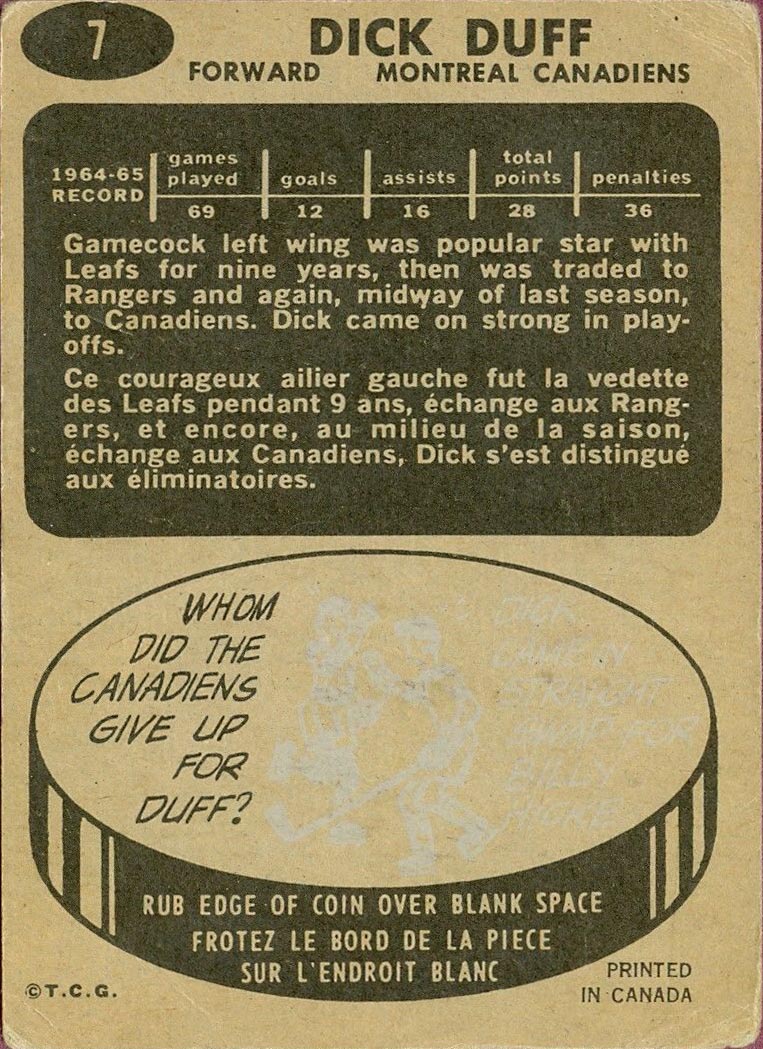 7
DICK DUFF
FORWARD MONTREAL CANADIENS
1964-65 RECORD
games played goals assists total points penalties
69 12 16 28 36
Gamecock left wing was popular star with
Leafs for nine years, then was traded to
Rangers and again, midway of last season,
to Canadiens. Dick came on strong in play-
offs.
Ce courageux ailier gauche fut la vedette
des Leafs pendant 9 ans, échange aux Rang-
ers, et encore, au milieu de la saison,
échange aux Canadiens, Dick s'est distingué
aux éliminatoires.
WHOM
DID THE
CANADIENS
GIVE UP
FOR
DUFF?
DICK
CAME IN
STRAIGHT
SWAP FOR
BILLY
HICKE
RUB EDGE OF COIN OVER BLANK SPACE
FROTEZ LE BORD DE LA PIECE
SUR L'ENDROIT BLANC
©T.C.G.
PRINTED
IN CANADA